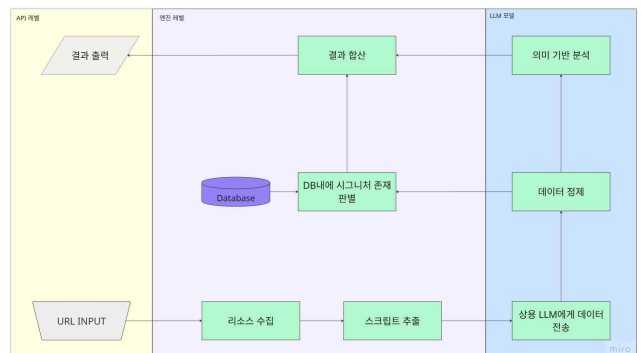 API 레벨
엔진 레벨
LLM 모델
결과 출력
결과 합산
의미 기반 분석
Database
DB내에 시그니처 존재
판별
데이터 정제
URL INPUT
리소스 수집
스크립트 추출
상용 LLM에게 데이터
전송
miro